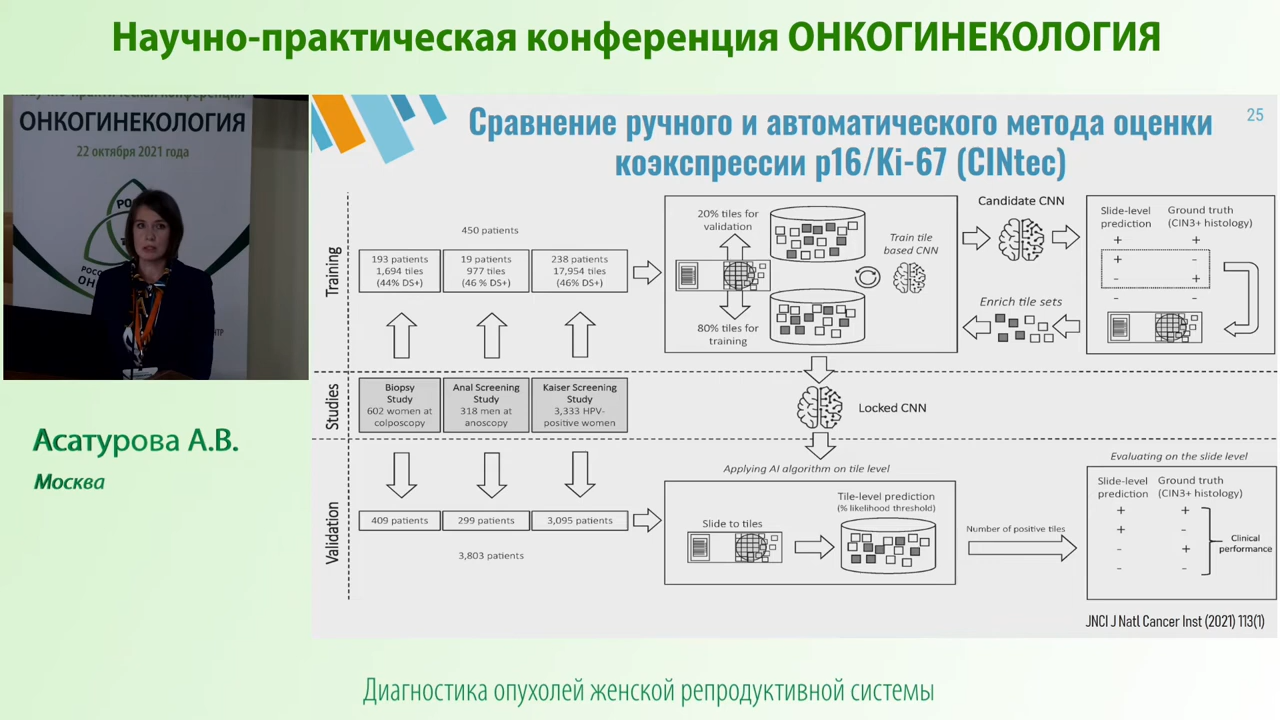 Научно-практическая конференция ОНКОГИНЕКОЛОГИЯ
ОНКОГИНЕКОЛОГИЯ
22 октября 2021 года
Асатурова А.В.
Москва
25
Сравнение ручного и автоматического метода оценки
коэкспрессии p16/Ki-67 (CINtec)
Training
450 patients
193 patients
1,694 tiles
(44% DS+)
19 patients
977 tiles
(46 % DS+)
238 patients
17,954 tiles
(46% DS+)
20% tiles for
validation
80% tiles for
training
Train tile
based CNN
Candidate CNN
Enrich tile sets
Slide-level
prediction
Ground truth
(CIN3+ histology)
+ +
+ -
- +
- -
Studies
Biopsy
Study
602 women at
colposcopy
Anal Screening
Study
318 men at
anoscopy
Kaiser Screening
Study
3,333 HPV-
positive women
Locked CNN
Validation
409 patients
299 patients
3,095 patients
3,803 patients
Applying AI algorithm on tile level
Slide to tiles
Tile-level prediction
(% likelihood threshold)
Number of positive tiles
Evaluating on the slide level
Slide-level
prediction
Ground truth
(CIN3+ histology)
+ +
+ -
- +
- -
Clinical
performance
JNCI J Natl Cancer Inst (2021) 113(1)
Диагностика опухолей женской репродуктивной системы